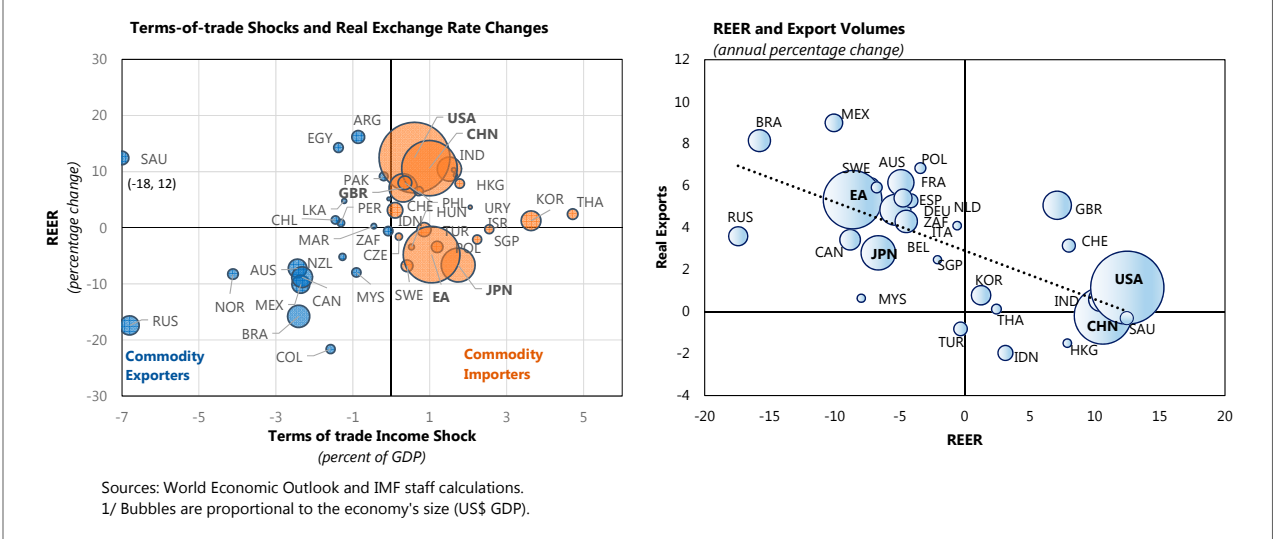 Terms-of-trade Shocks and Real Exchange Rate Changes
REER
(percentage change)
30
20
10
0
-10
-20
-30
-7
-5
-3
-1
1
3
5
SAU
(-18, 12)
EGY
ARG
USA
CHN
IND
PAK
GBR
HKG
LKA
PER
CHE
PHL
HUN
URY
KOR
THA
CHL
IDN
ISR
MAR
ZAF
TUR
SGP
CZE
POL
AUS
NZL
NOR
MEX
CAN
MYS
SWE
EA
JPN
RUS
BRA
COL
Commodity
Exporters
Commodity
Importers
Terms of trade Income Shock
(percent of GDP)
REER and Export Volumes
(annual percentage change)
Real Exports
12
10
8
6
4
2
0
-2
-4
-20
-15
-10
-5
0
5
10
15
20
BRA
MEX
SWE
AUS
POL
FRA
EA
ESP
NLD
DEU
ZAF
ITA
GBR
RUS
CAN
JPN
BEL
SGP
CHE
MYS
KOR
THA
IND
USA
CHN
SAU
TUR
IDN
HKG
REER
Sources: World Economic Outlook and IMF staff calculations.
1/ Bubbles are proportional to the economy's size (US$ GDP).